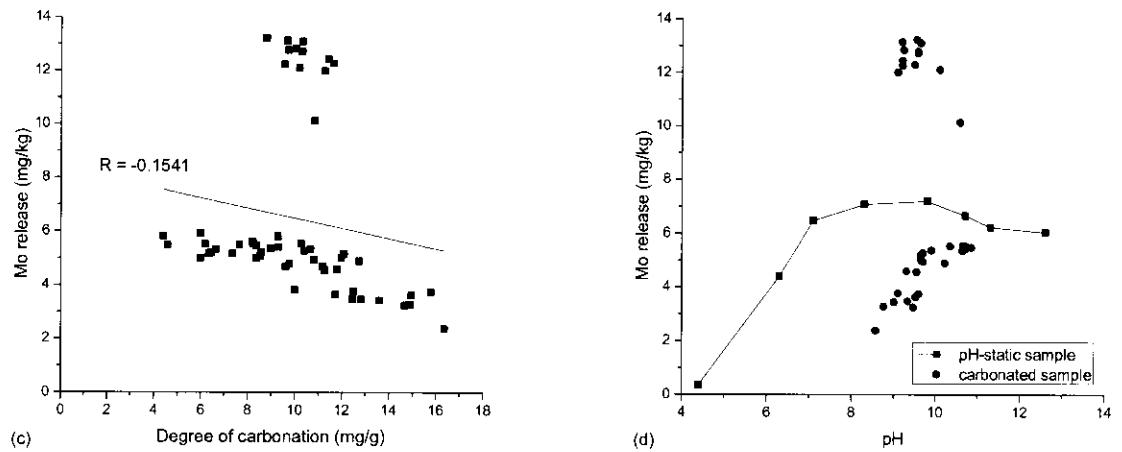 14
12
10
8
6
4
2
0
Mo release (mg/kg)
R = -0.1541
0 2 4 6 8 10 12 14 16 18
(c) Degree of carbonation (mg/g)
14
12
10
8
6
4
2
0
Mo release (mg/kg)
pH-static sample
carbonated sample
4 6 8 10 12 14
(d) pH